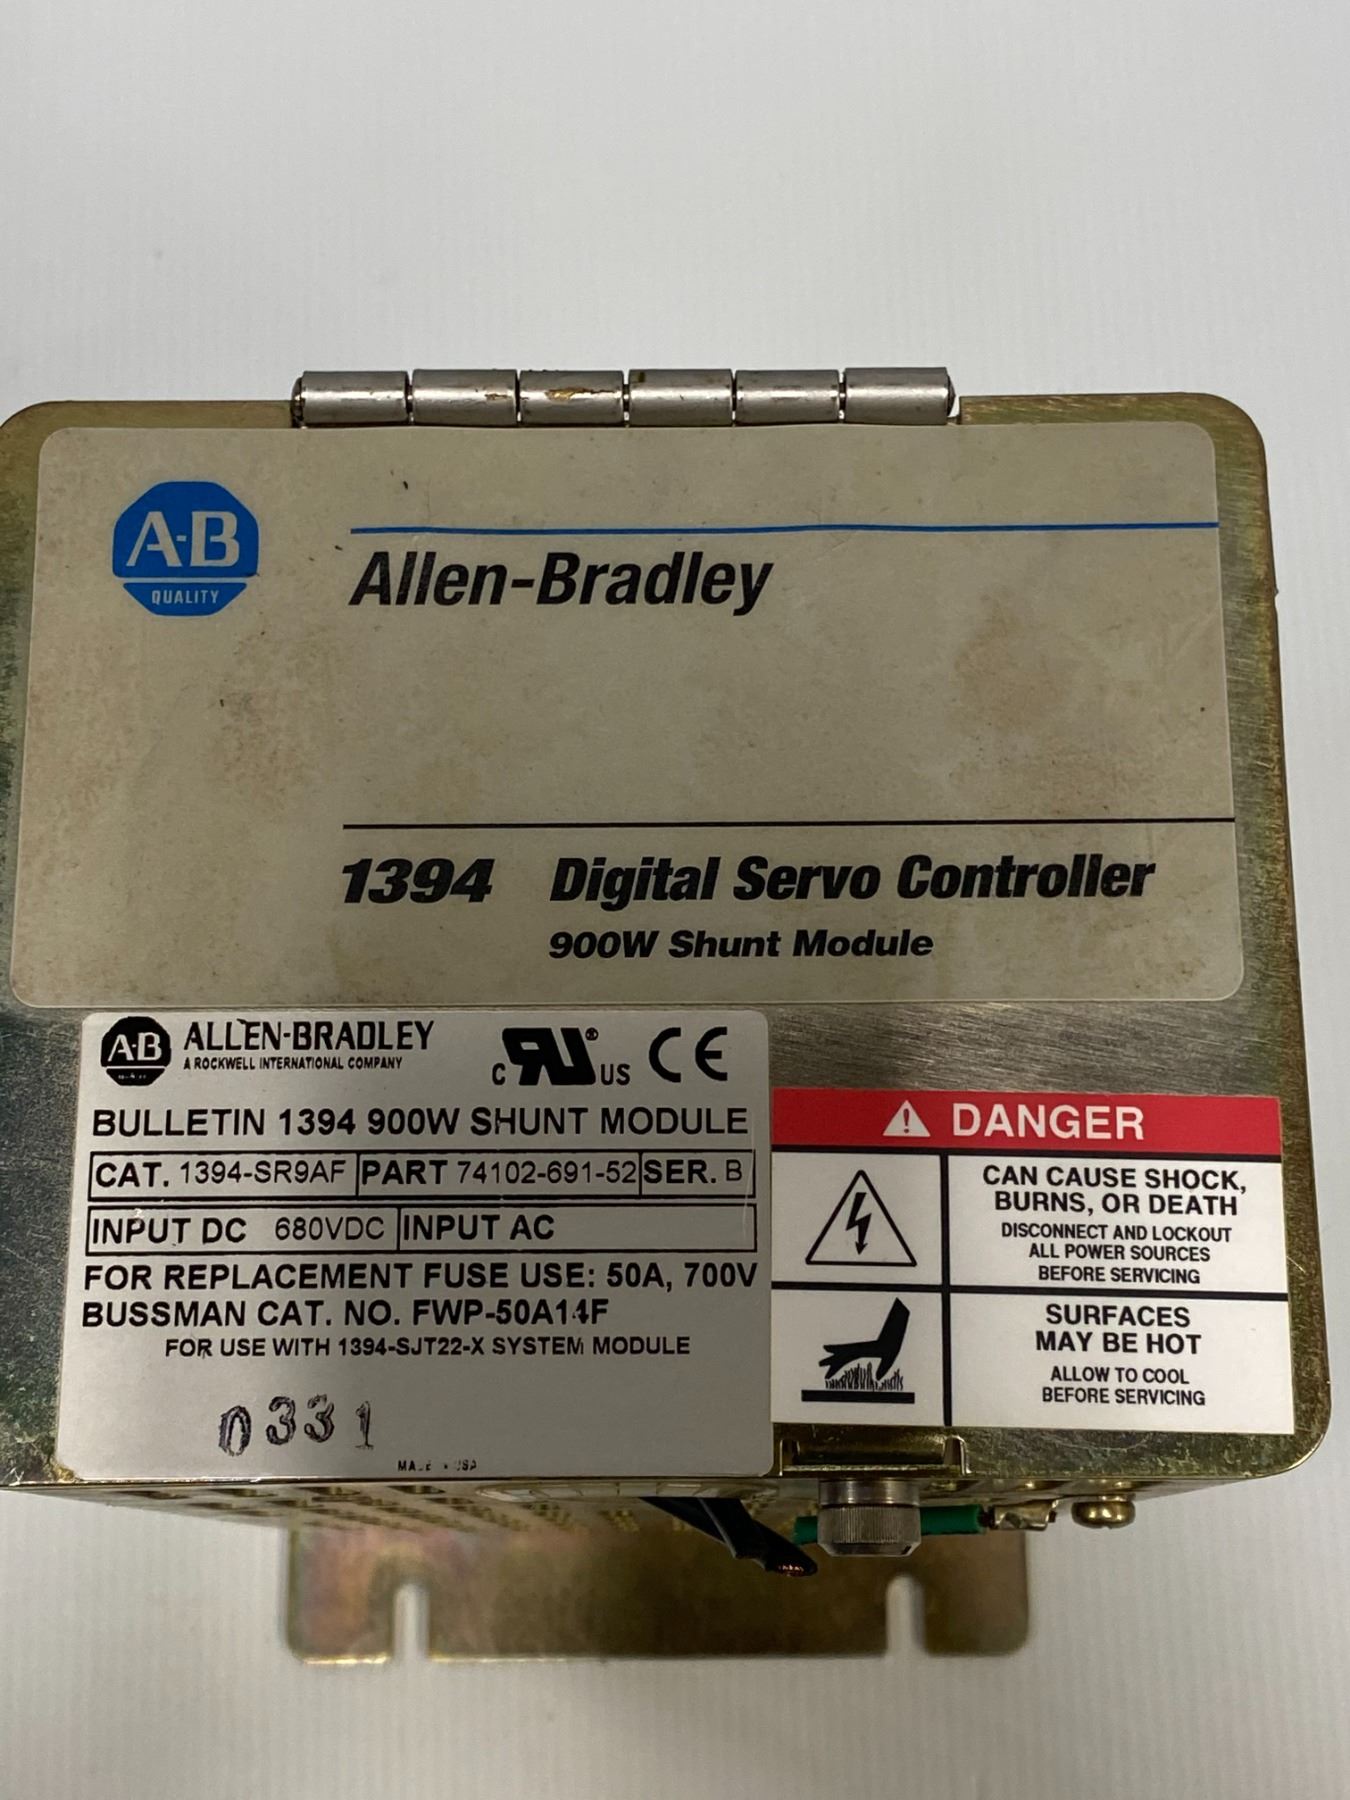 A-B
QUALITY
Allen-Bradley
1394 Digital Servo Controller
900W Shunt Module
A-B ALLEN-BRADLEY
A ROCKWELL INTERNATIONAL COMPANY
C RU ® US CE
BULLETIN 1394 900W SHUNT MODULE
CAT. 1394-SR9AF PART 74102-691-52 SER. B
INPUT DC 680VDC INPUT AC
FOR REPLACEMENT FUSE USE: 50A, 700V
BUSSMAN CAT. NO. FWP-50A14F
FOR USE WITH 1394-SJT22-X SYSTEM MODULE
0331
MADE USA
DANGER
CAN CAUSE SHOCK,
BURNS, OR DEATH
DISCONNECT AND LOCKOUT
ALL POWER SOURCES
BEFORE SERVICING
SURFACES
MAY BE HOT
ALLOW TO COOL
BEFORE SERVICING